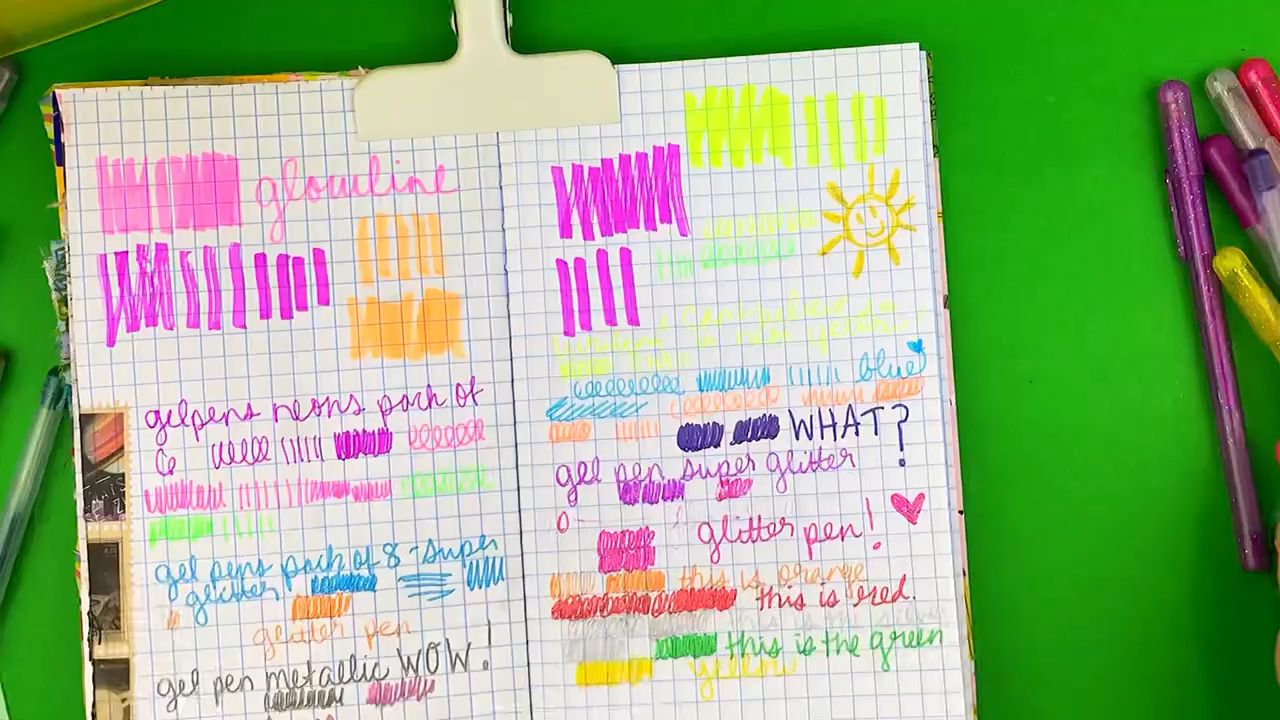 glowline
gelpens neons pack of
6
gel pens pack of 8 - super
glitter
glitter pen
gel pen metallic WOW!
blue
WHAT?
gel pen super glitter
glitter pen!
this is orange
this is red.
this is the green
yellow